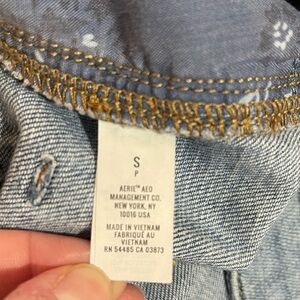 S
P
AERIE™ AEO
MANAGEMENT CO.
NEW YORK, NY
10016 USA
MADE IN VIETNAM
FABRIQUÉ AU
VIETNAM
RN 54485 CA 03873